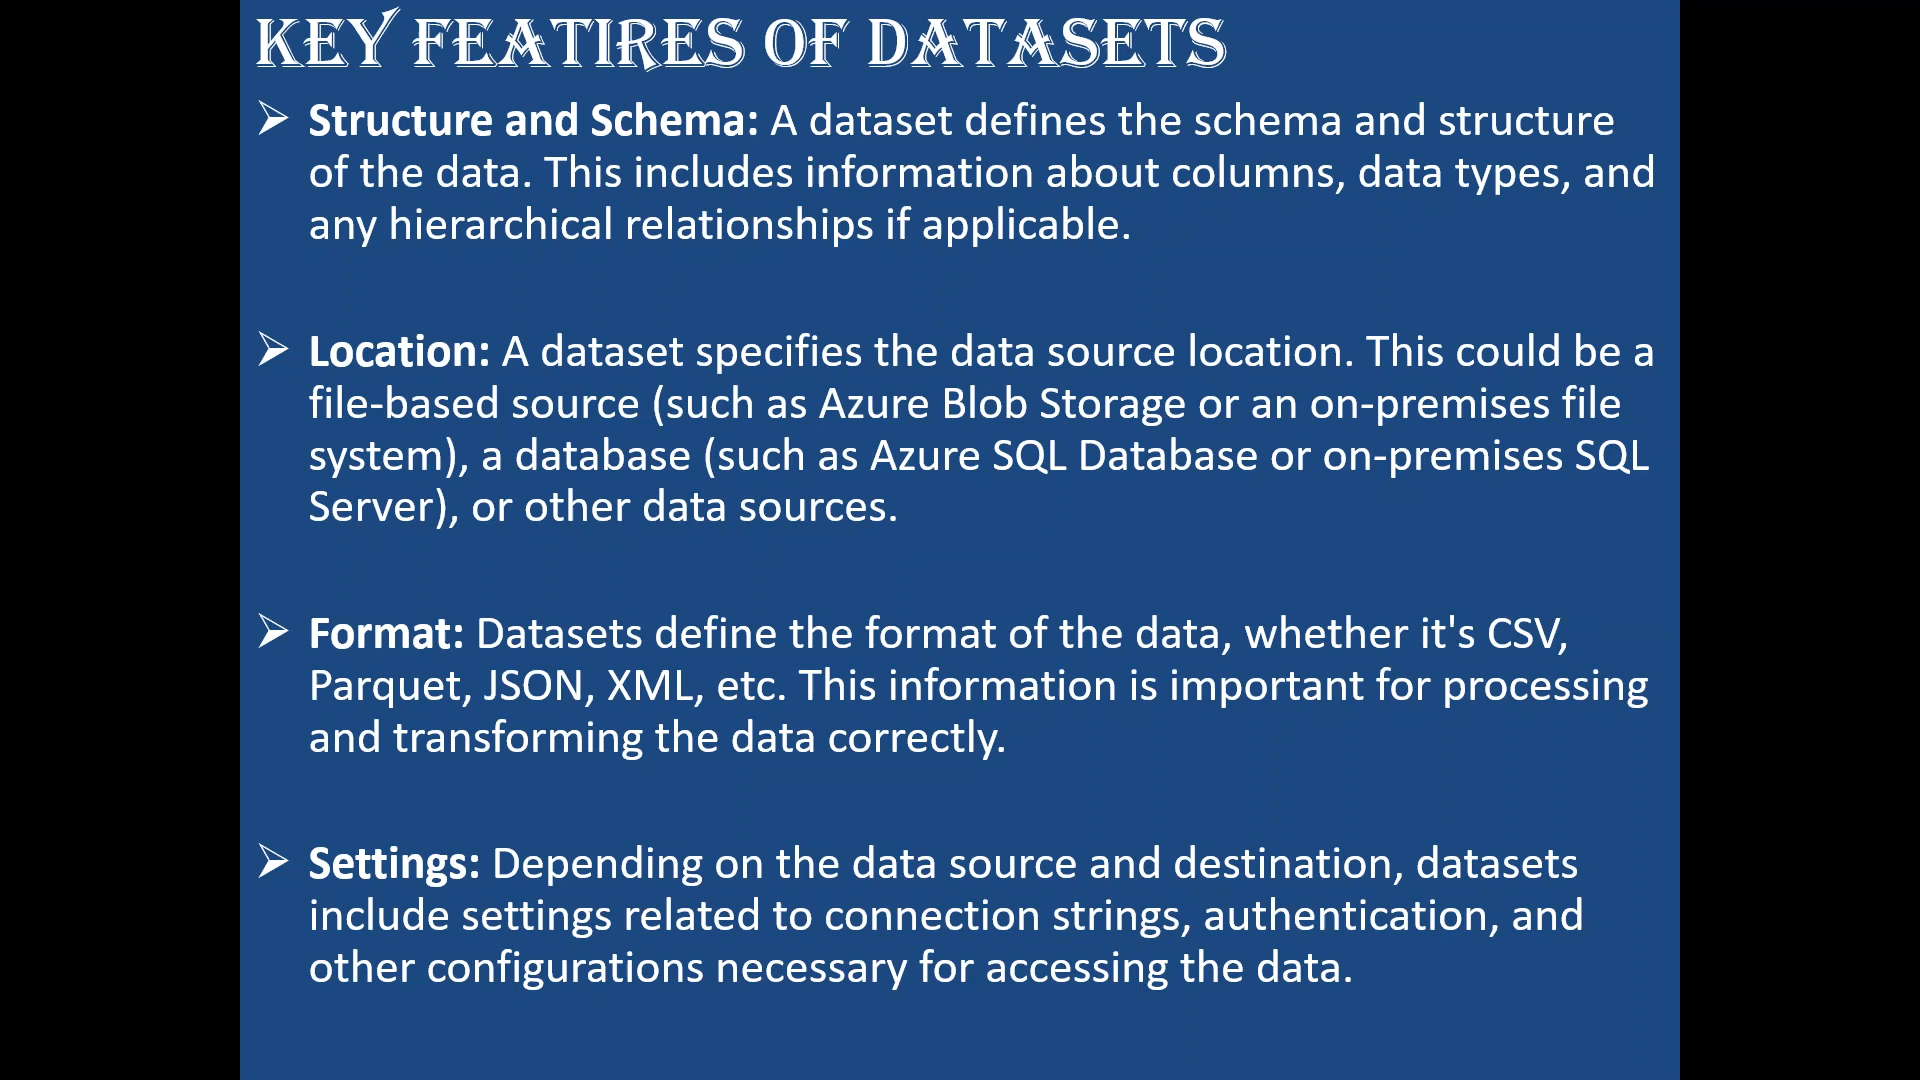 KEY FEATIRES OF DATASETS
➢ Structure and Schema: A dataset defines the schema and structure
of the data. This includes information about columns, data types, and
any hierarchical relationships if applicable.
➢ Location: A dataset specifies the data source location. This could be a
file-based source (such as Azure Blob Storage or an on-premises file
system), a database (such as Azure SQL Database or on-premises SQL
Server), or other data sources.
➢ Format: Datasets define the format of the data, whether it's CSV,
Parquet, JSON, XML, etc. This information is important for processing
and transforming the data correctly.
➢ Settings: Depending on the data source and destination, datasets
include settings related to connection strings, authentication, and
other configurations necessary for accessing the data.